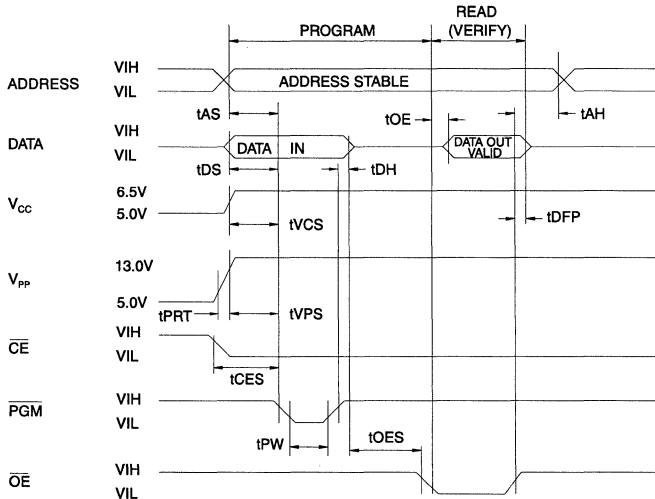 PROGRAM
READ
(VERIFY)
ADDRESS
VIH
VIL
ADDRESS STABLE
tAS
tOE
tAH
DATA
VIH
VIL
DATA IN
DATA OUT
VALID
tDS
tDH
VCC
6.5V
5.0V
tVCS
tDFP
VPP
13.0V
5.0V
tPRT
tVPS
CE
VIH
VIL
tCES
PGM
VIH
VIL
tPW
tOES
OE
VIH
VIL